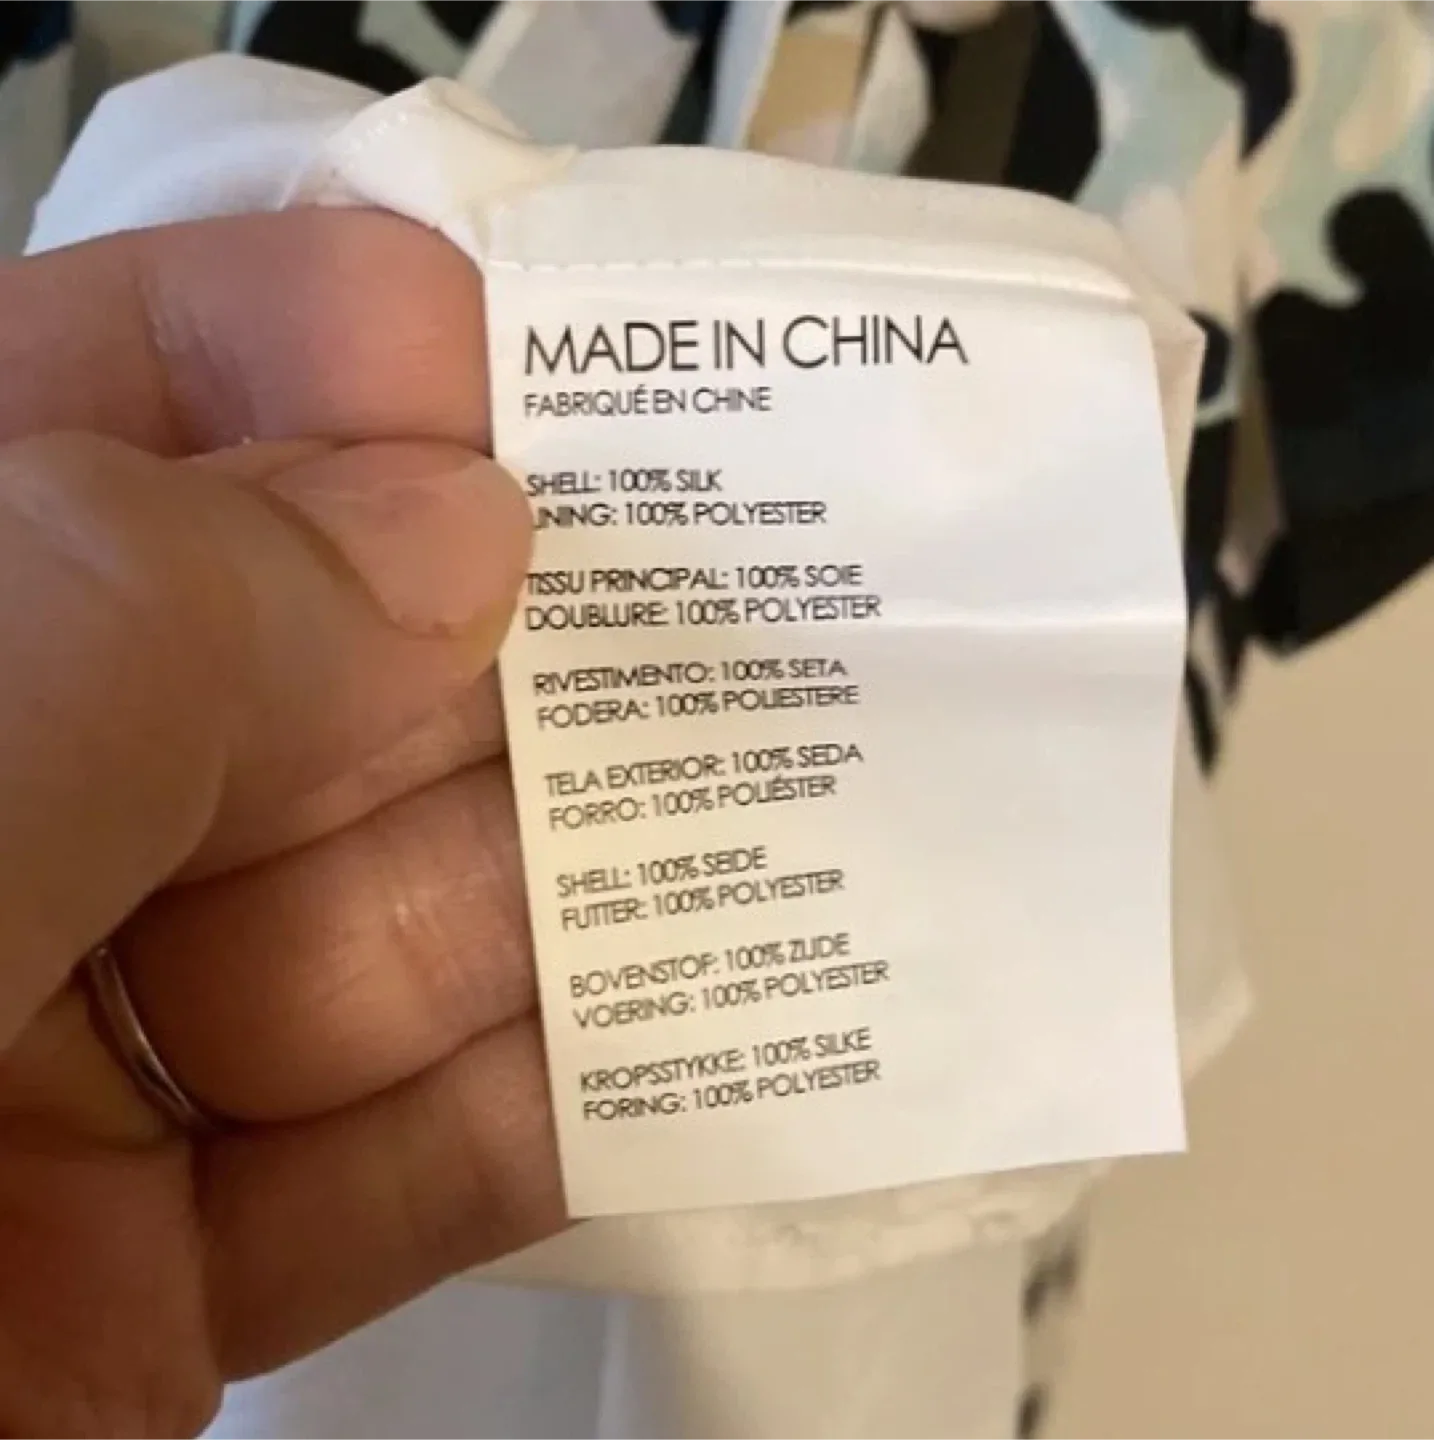 MADE IN CHINA
FABRIQUÉ EN CHINE
SHELL: 100% SILK
LINING: 100% POLYESTER
TISSU PRINCIPAL: 100% SOIE
DOUBLURE: 100% POLYESTER
RIVESTIMENTO: 100% SETA
FODERA: 100% POLIESTERE
TELA EXTERIOR: 100% SEDA
FORRO: 100% POLIÉSTER
SHELL: 100% SEIDE
FUTTER: 100% POLYESTER
BOVENSTOF: 100% ZIJDE
VOERING: 100% POLYESTER
KROPSSTYKKE: 100% SILKE
FORING: 100% POLYESTER